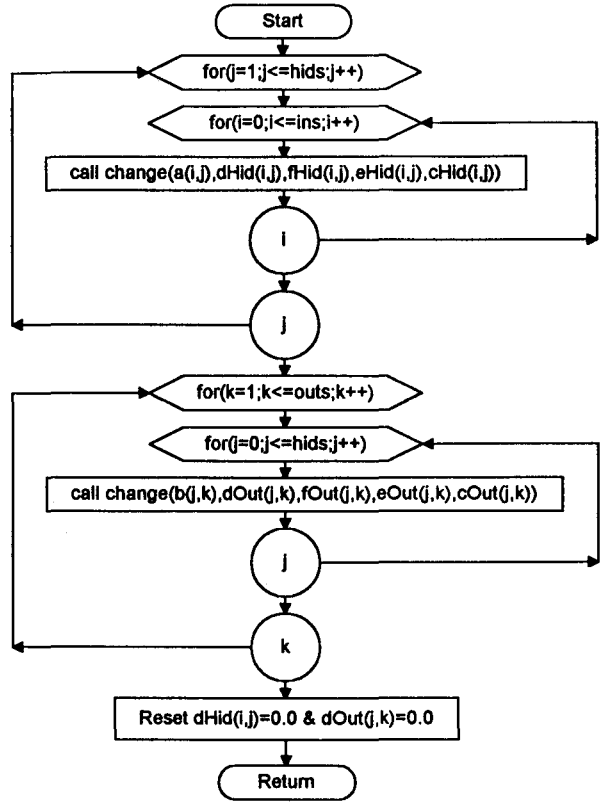 Start
for(j=1;j<=hids;j++)
for(i=0;i<=ins;i++)
call change(a(i,j),dHid(i,j),fHid(i,j),eHid(i,j),cHid(i,j))
i
j
for(k=1;k<=outs;k++)
for(j=0;j<=hids;j++)
call change(b(j,k),dOut(j,k),fOut(j,k),eOut(j,k),cOut(j,k))
j
k
Reset dHid(i,j)=0.0 & dOut(j,k)=0.0
Return